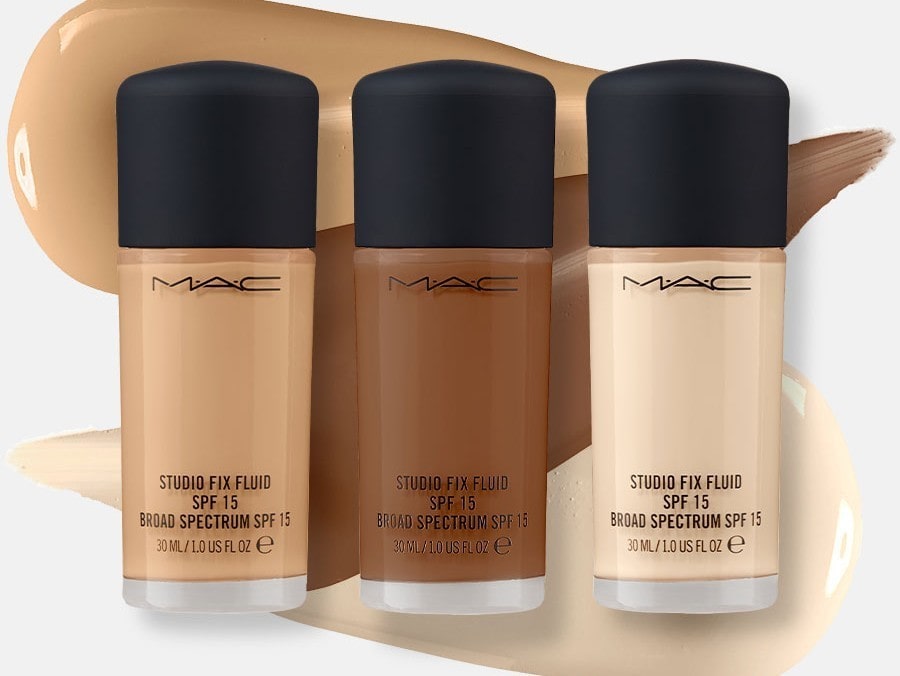 M·A·C
STUDIO FIX FLUID
SPF 15
BROAD SPECTRUM SPF 15
30 ML / 1.0 US FL OZ ℮
M·A·C
STUDIO FIX FLUID
SPF 15
BROAD SPECTRUM SPF 15
30 ML / 1.0 US FL OZ ℮
M·A·C
STUDIO FIX FLUID
SPF 15
BROAD SPECTRUM SPF 15
30 ML / 1.0 US FL OZ ℮